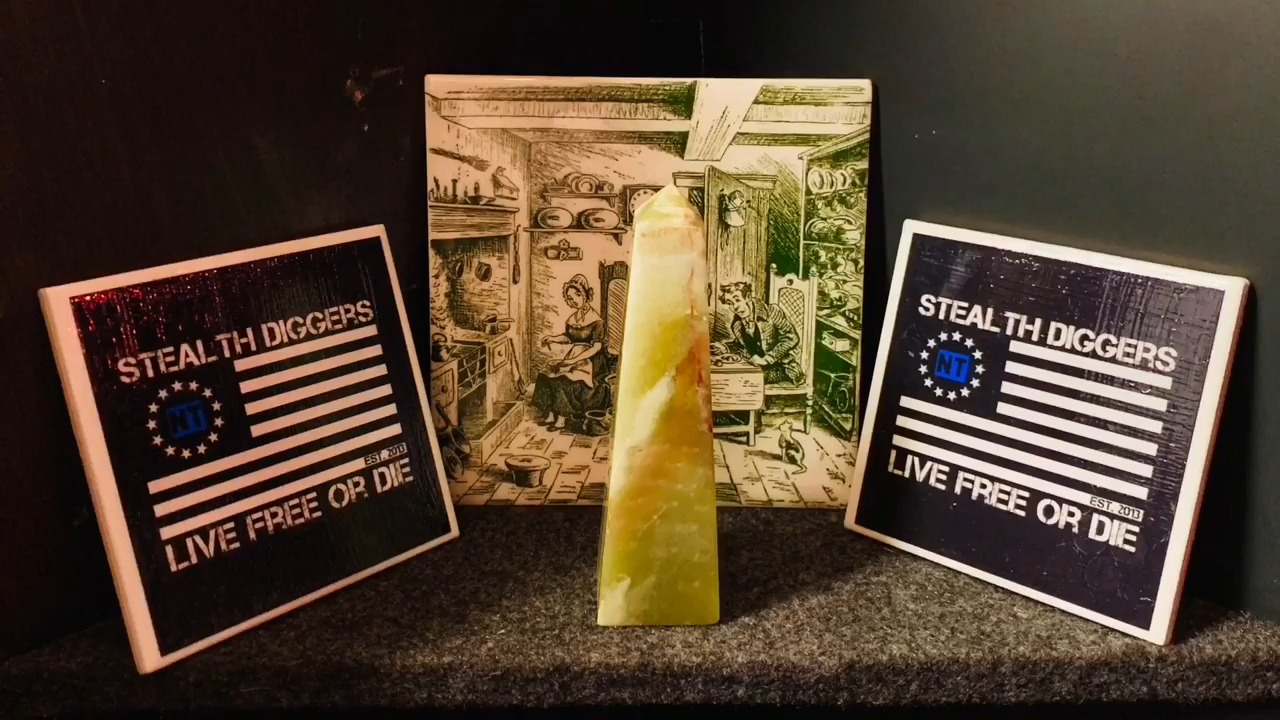 STEALTH DIGGERS
NT
EST. 2013
LIVE FREE OR DIE
STEALTH DIGGERS
NT
EST. 2013
LIVE FREE OR DIE